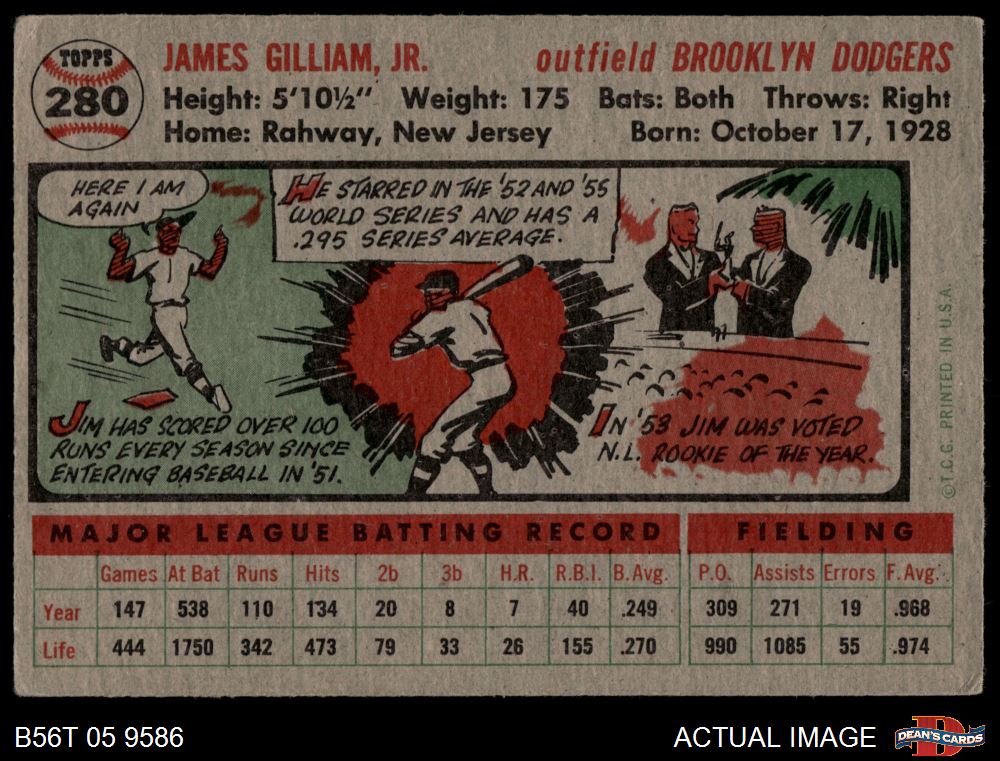 TOPPS
280
JAMES GILLIAM, JR. outfield BROOKLYN DODGERS
Height: 5'10½" Weight: 175 Bats: Both Throws: Right
Home: Rahway, New Jersey Born: October 17, 1928
HERE I AM
AGAIN
HE STARRED IN THE '52 AND '55
WORLD SERIES AND HAS A
.295 SERIES AVERAGE.
JIM HAS SCORED OVER 100
RUNS EVERY SEASON SINCE
ENTERING BASEBALL IN '51.
IN '53 JIM WAS VOTED
N.L. ROOKIE OF THE YEAR.
©T.C.G. PRINTED IN U.S.A.
MAJOR LEAGUE BATTING RECORD FIELDING
Games At Bat Runs Hits 2b 3b H.R. R.B.I. B.Avg. P.O. Assists Errors F.Avg.
Year 147 538 110 134 20 8 7 40 .249 309 271 19 .968
Life 444 1750 342 473 79 33 26 155 .270 990 1085 55 .974
B56T 05 9586 ACTUAL IMAGE DEAN'S CARDS